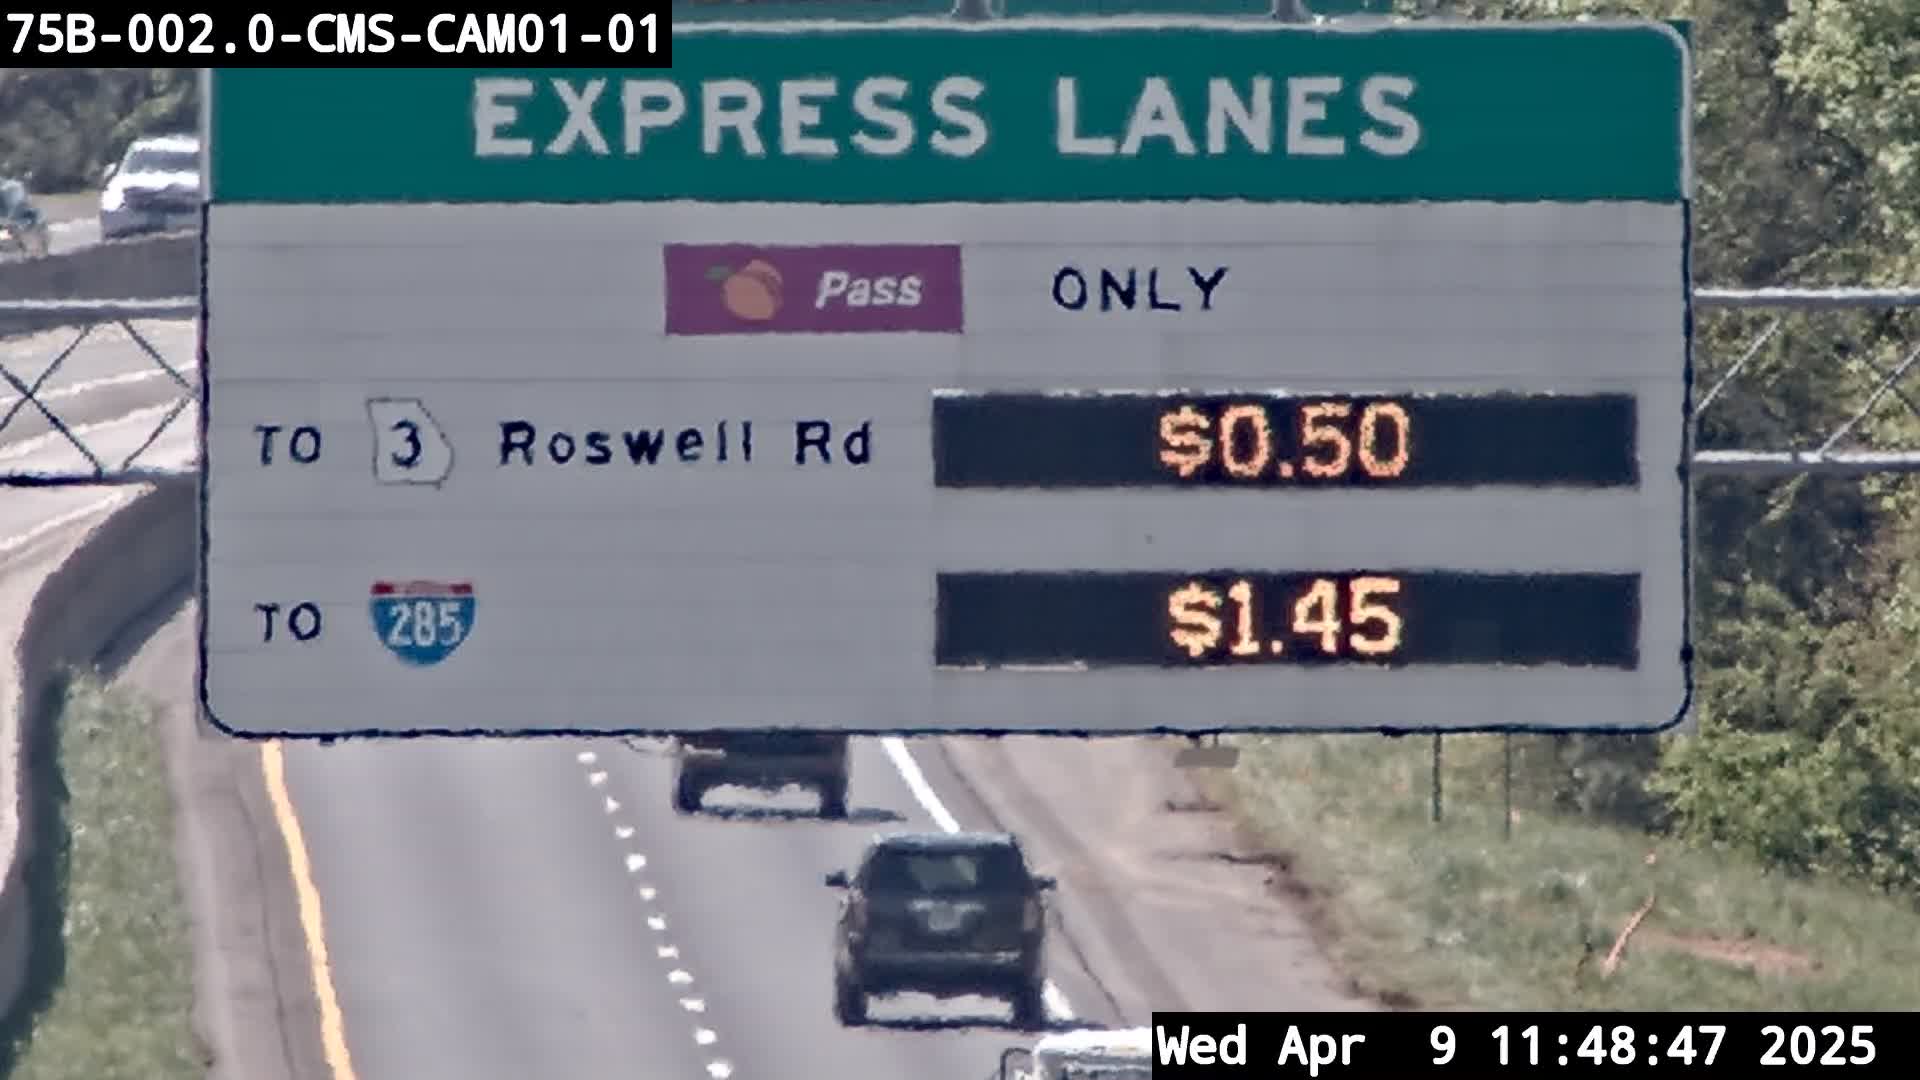 75B-002.0-CMS-CAM01-01
EXPRESS LANES
Pass ONLY
TO 3 Roswell Rd $0.50
TO 285 $1.45
Wed Apr 9 11:48:47 2025